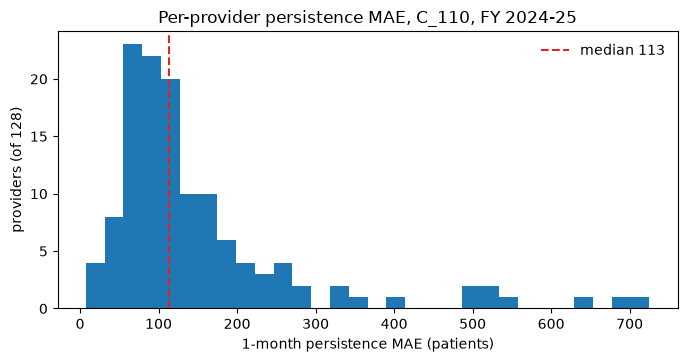 Per-provider persistence MAE, C_110, FY 2024-25
median 113
providers (of 128)
20
15
10
5
0
0 100 200 300 400 500 600 700
1-month persistence MAE (patients)